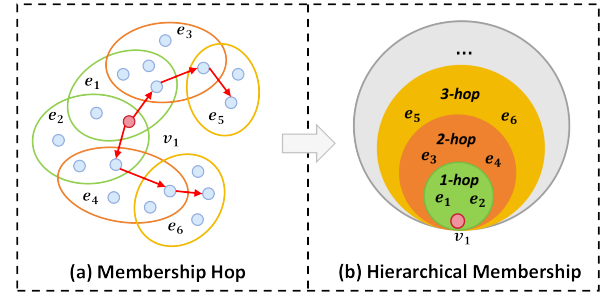 e₃
e₁
e₂
e₅
v₁
e₄
e₆
(a) Membership Hop
...
3-hop
e₅ e₆
2-hop
e₃ e₄
1-hop
e₁ e₂
v₁
(b) Hierarchical Membership